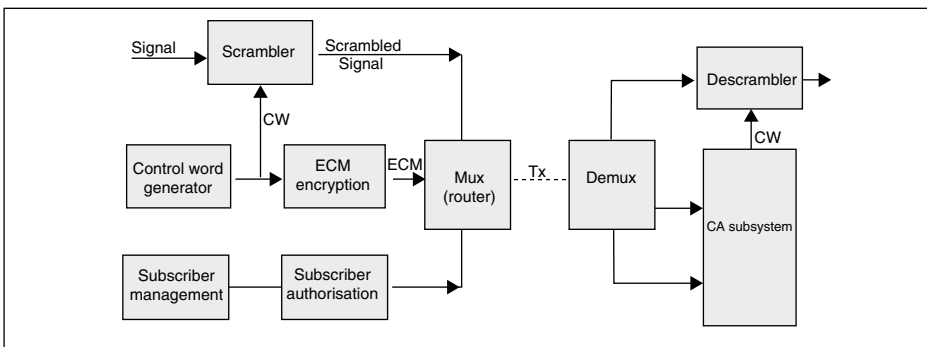 Signal
Scrambler
Scrambled
Signal
Descrambler
CW
CW
Control word
generator
ECM
encryption
ECM
Mux
(router)
Tx
Demux
CA subsystem
Subscriber
management
Subscriber
authorisation